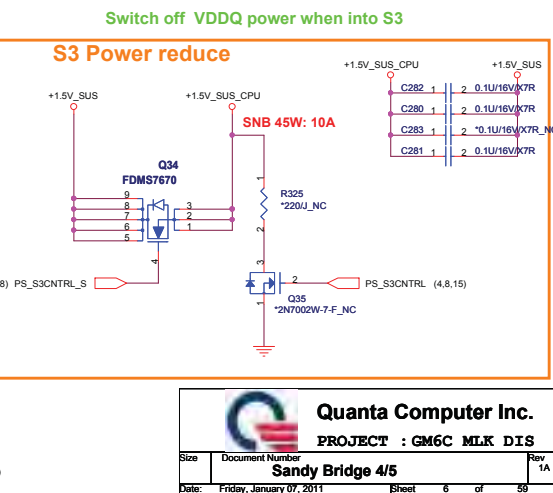 Switch off VDDQ power when into S3
S3 Power reduce
+1.5V_SUS
+1.5V_SUS_CPU
SNB 45W: 10A
Q34
FDMS7670
9
8
7
6
5
3
2
1
4
8) PS_S3CNTRL_S
1
R325
*220/J_NC
2
3
2
1
Q35
*2N7002W-7-F_NC
PS_S3CNTRL (4,8,15)
+1.5V_SUS_CPU
+1.5V_SUS
C282 1 2 0.1U/16V/X7R
C280 1 2 0.1U/16V/X7R
C283 1 2 *0.1U/16V/X7R_NC
C281 1 2 0.1U/16V/X7R
Quanta Computer Inc.
PROJECT : GM6C MLK DIS
Size
Document Number
Rev
Sandy Bridge 4/5
1A
Date: Friday, January 07, 2011
Sheet 6 of 59